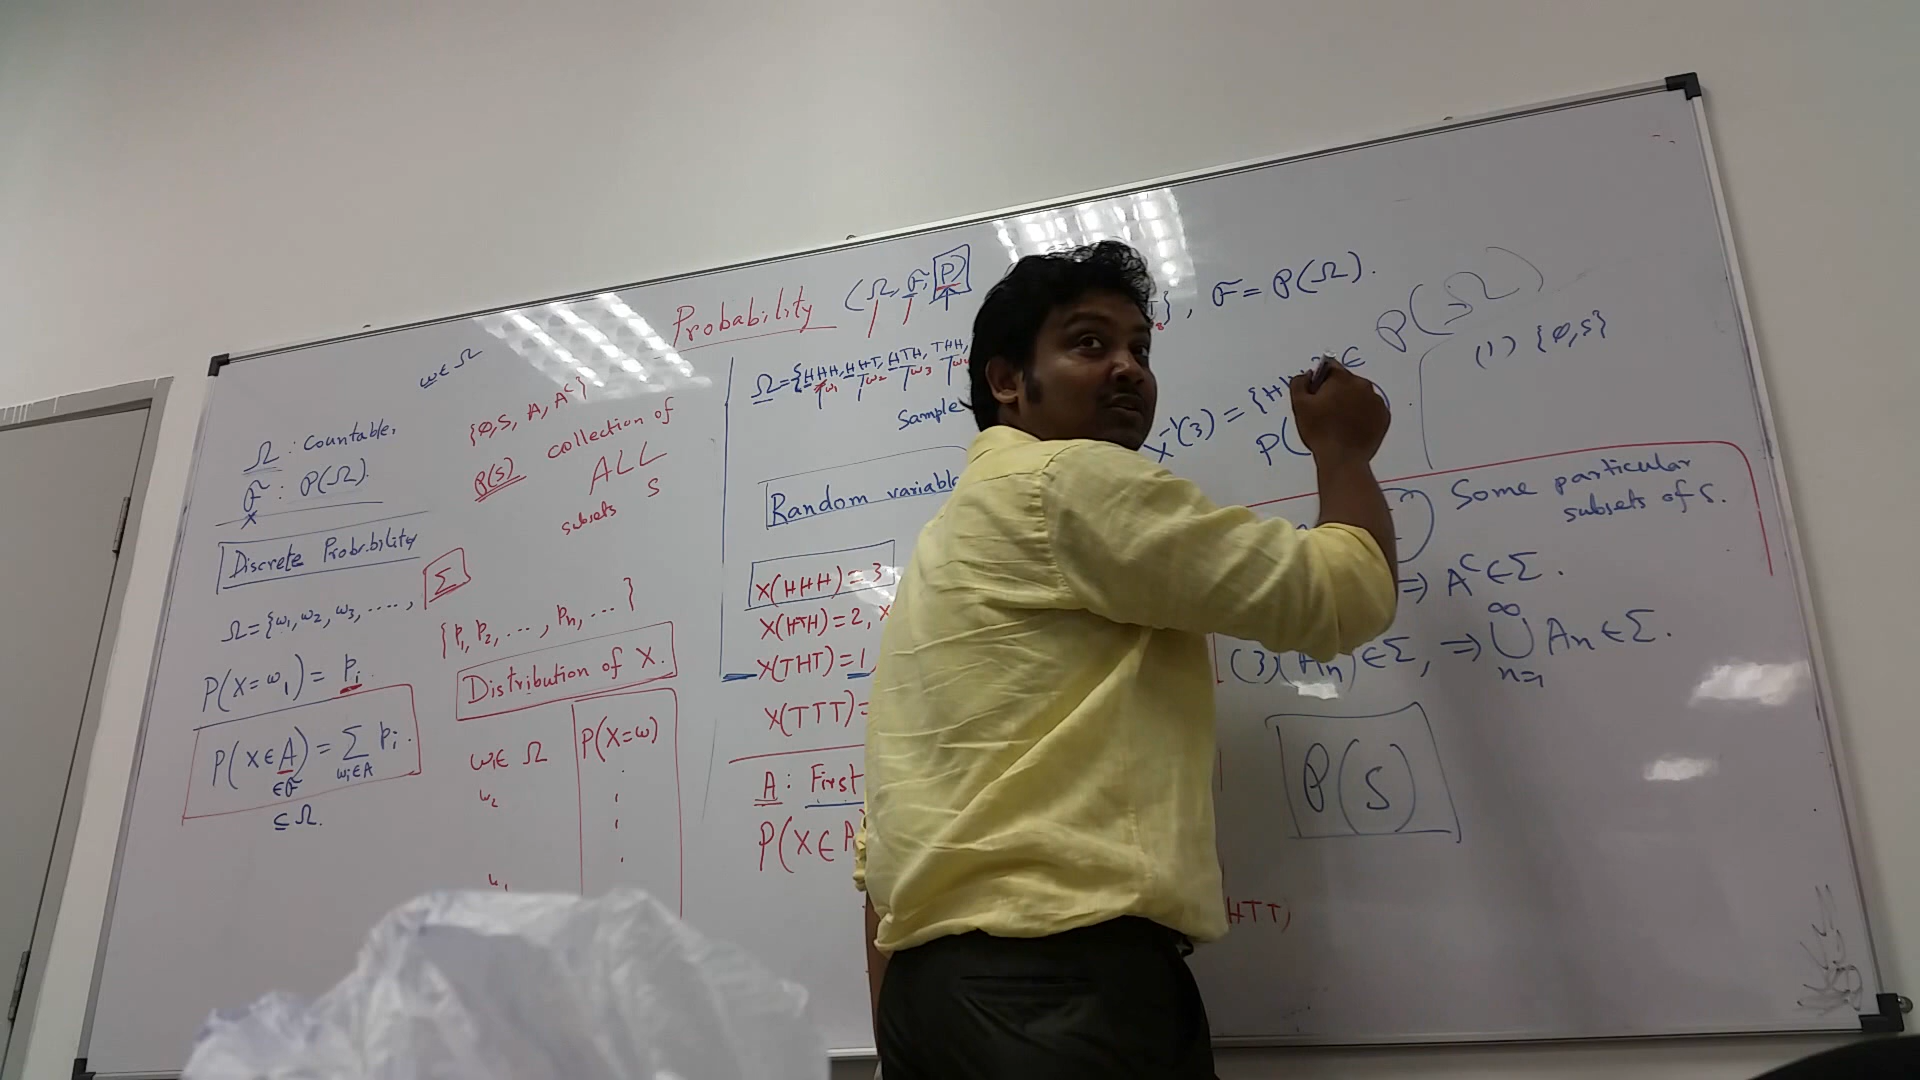 Probability (Ω, F, P)
ω ∈ Ω
Ω : Countable.
F : P(Ω).
x
Discrete Probability
Ω = {ω₁, ω₂, ω₃, ....,
Σ
P(X=ω₁) = pᵢ.
P(X∈A) = Σ pᵢ.
ωᵢ∈A
∈F
⊆ Ω.
{φ, S, A, Aᶜ}
P(S) collection of
ALL
subsets S
{p₁, p₂, ..., pₙ, ...}
Distribution of X.
ω∈ Ω P(X=ω)
ω₂
Ω = {HHH, HHT, HTH, THH,
ω₁ ω₂ ω₃
Sample
Random variable
X(HHH) = 3
X(HTH) = 2, X
X(THT) = 1,
X(TTT) =
A : First
P(X∈A
HTT)
}, F = P(Ω).
P(Ω)
X⁻¹(3) = {H ∈
P(
(1) {φ, S}
Some particular
subsets of S.
⇒ Aᶜ ∈ Σ.
(3) (An) ∈ Σ, ⇒ ⋃ An ∈ Σ.
∞
n=1
P(S)